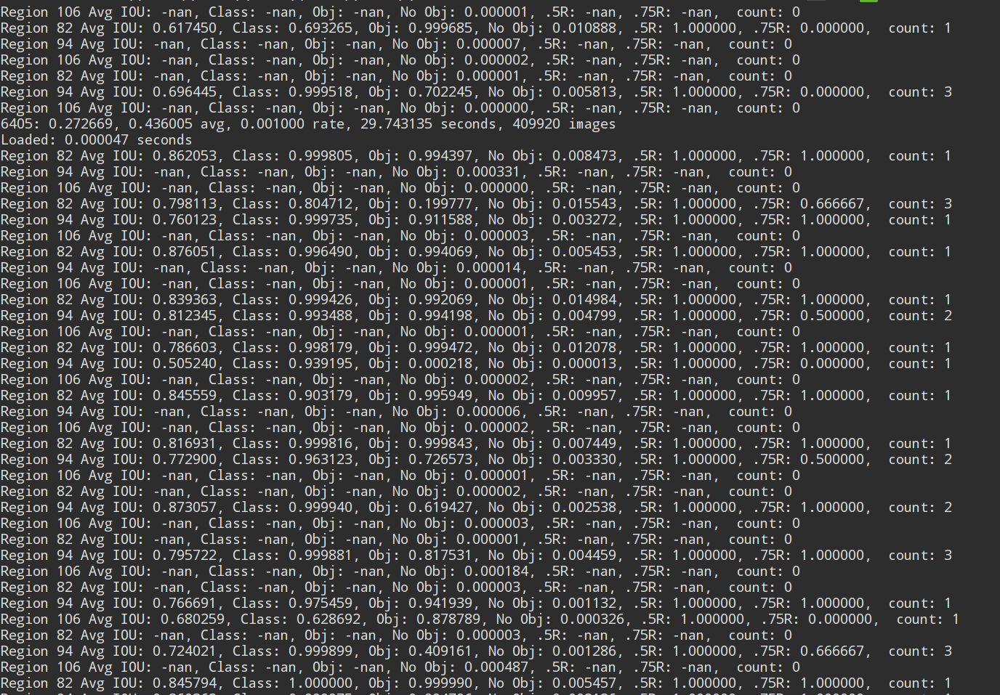 Region 106 Avg IOU: -nan, Class: -nan, Obj: -nan, No Obj: 0.000001, .5R: -nan, .75R: -nan,  count: 0
Region 82 Avg IOU: 0.617450, Class: 0.693265, Obj: 0.999685, No Obj: 0.010888, .5R: 1.000000, .75R: 0.000000,  count: 1
Region 94 Avg IOU: -nan, Class: -nan, Obj: -nan, No Obj: 0.000007, .5R: -nan, .75R: -nan,  count: 0
Region 106 Avg IOU: -nan, Class: -nan, Obj: -nan, No Obj: 0.000002, .5R: -nan, .75R: -nan,  count: 0
Region 82 Avg IOU: -nan, Class: -nan, Obj: -nan, No Obj: 0.000001, .5R: -nan, .75R: -nan,  count: 0
Region 94 Avg IOU: 0.696445, Class: 0.999518, Obj: 0.702245, No Obj: 0.005813, .5R: 1.000000, .75R: 0.000000,  count: 3
Region 106 Avg IOU: -nan, Class: -nan, Obj: -nan, No Obj: 0.000000, .5R: -nan, .75R: -nan,  count: 0
6405: 0.272669, 0.436005 avg, 0.001000 rate, 29.743135 seconds, 409920 images
Loaded: 0.000047 seconds
Region 82 Avg IOU: 0.862053, Class: 0.999805, Obj: 0.994397, No Obj: 0.008473, .5R: 1.000000, .75R: 1.000000,  count: 1
Region 94 Avg IOU: -nan, Class: -nan, Obj: -nan, No Obj: 0.000331, .5R: -nan, .75R: -nan,  count: 0
Region 106 Avg IOU: -nan, Class: -nan, Obj: -nan, No Obj: 0.000000, .5R: -nan, .75R: -nan,  count: 0
Region 82 Avg IOU: 0.798113, Class: 0.804712, Obj: 0.199777, No Obj: 0.015543, .5R: 1.000000, .75R: 0.666667,  count: 3
Region 94 Avg IOU: 0.760123, Class: 0.999735, Obj: 0.911588, No Obj: 0.003272, .5R: 1.000000, .75R: 1.000000,  count: 1
Region 106 Avg IOU: -nan, Class: -nan, Obj: -nan, No Obj: 0.000003, .5R: -nan, .75R: -nan,  count: 0
Region 82 Avg IOU: 0.876051, Class: 0.996490, Obj: 0.994069, No Obj: 0.005453, .5R: 1.000000, .75R: 1.000000,  count: 1
Region 94 Avg IOU: -nan, Class: -nan, Obj: -nan, No Obj: 0.000014, .5R: -nan, .75R: -nan,  count: 0
Region 106 Avg IOU: -nan, Class: -nan, Obj: -nan, No Obj: 0.000001, .5R: -nan, .75R: -nan,  count: 0
Region 82 Avg IOU: 0.839363, Class: 0.999426, Obj: 0.992069, No Obj: 0.014984, .5R: 1.000000, .75R: 1.000000,  count: 1
Region 94 Avg IOU: 0.812345, Class: 0.993488, Obj: 0.994198, No Obj: 0.004799, .5R: 1.000000, .75R: 0.500000,  count: 2
Region 106 Avg IOU: -nan, Class: -nan, Obj: -nan, No Obj: 0.000001, .5R: -nan, .75R: -nan,  count: 0
Region 82 Avg IOU: 0.786603, Class: 0.998179, Obj: 0.999472, No Obj: 0.012078, .5R: 1.000000, .75R: 1.000000,  count: 1
Region 94 Avg IOU: 0.505240, Class: 0.939195, Obj: 0.000218, No Obj: 0.000013, .5R: 1.000000, .75R: 0.000000,  count: 1
Region 106 Avg IOU: -nan, Class: -nan, Obj: -nan, No Obj: 0.000002, .5R: -nan, .75R: -nan,  count: 0
Region 82 Avg IOU: 0.845559, Class: 0.903179, Obj: 0.995949, No Obj: 0.009957, .5R: 1.000000, .75R: 1.000000,  count: 1
Region 94 Avg IOU: -nan, Class: -nan, Obj: -nan, No Obj: 0.000006, .5R: -nan, .75R: -nan,  count: 0
Region 106 Avg IOU: -nan, Class: -nan, Obj: -nan, No Obj: 0.000002, .5R: -nan, .75R: -nan,  count: 0
Region 82 Avg IOU: 0.816931, Class: 0.999816, Obj: 0.999843, No Obj: 0.007449, .5R: 1.000000, .75R: 1.000000,  count: 1
Region 94 Avg IOU: 0.772900, Class: 0.963123, Obj: 0.726573, No Obj: 0.003330, .5R: 1.000000, .75R: 0.500000,  count: 2
Region 106 Avg IOU: -nan, Class: -nan, Obj: -nan, No Obj: 0.000001, .5R: -nan, .75R: -nan,  count: 0
Region 82 Avg IOU: -nan, Class: -nan, Obj: -nan, No Obj: 0.000002, .5R: -nan, .75R: -nan,  count: 0
Region 94 Avg IOU: 0.873057, Class: 0.999940, Obj: 0.619427, No Obj: 0.002538, .5R: 1.000000, .75R: 1.000000,  count: 2
Region 106 Avg IOU: -nan, Class: -nan, Obj: -nan, No Obj: 0.000003, .5R: -nan, .75R: -nan,  count: 0
Region 82 Avg IOU: -nan, Class: -nan, Obj: -nan, No Obj: 0.000001, .5R: -nan, .75R: -nan,  count: 0
Region 94 Avg IOU: 0.795722, Class: 0.999881, Obj: 0.817531, No Obj: 0.004459, .5R: 1.000000, .75R: 1.000000,  count: 3
Region 106 Avg IOU: -nan, Class: -nan, Obj: -nan, No Obj: 0.000184, .5R: -nan, .75R: -nan,  count: 0
Region 82 Avg IOU: -nan, Class: -nan, Obj: -nan, No Obj: 0.000003, .5R: -nan, .75R: -nan,  count: 0
Region 94 Avg IOU: 0.766691, Class: 0.975459, Obj: 0.941939, No Obj: 0.001132, .5R: 1.000000, .75R: 1.000000,  count: 1
Region 106 Avg IOU: 0.680259, Class: 0.628692, Obj: 0.878789, No Obj: 0.000326, .5R: 1.000000, .75R: 0.000000,  count: 1
Region 82 Avg IOU: -nan, Class: -nan, Obj: -nan, No Obj: 0.000003, .5R: -nan, .75R: -nan,  count: 0
Region 94 Avg IOU: 0.724021, Class: 0.999899, Obj: 0.409161, No Obj: 0.001286, .5R: 1.000000, .75R: 0.666667,  count: 3
Region 106 Avg IOU: -nan, Class: -nan, Obj: -nan, No Obj: 0.000487, .5R: -nan, .75R: -nan,  count: 0
Region 82 Avg IOU: 0.845794, Class: 1.000000, Obj: 0.999990, No Obj: 0.005457, .5R: 1.000000, .75R: 1.000000,  count: 1